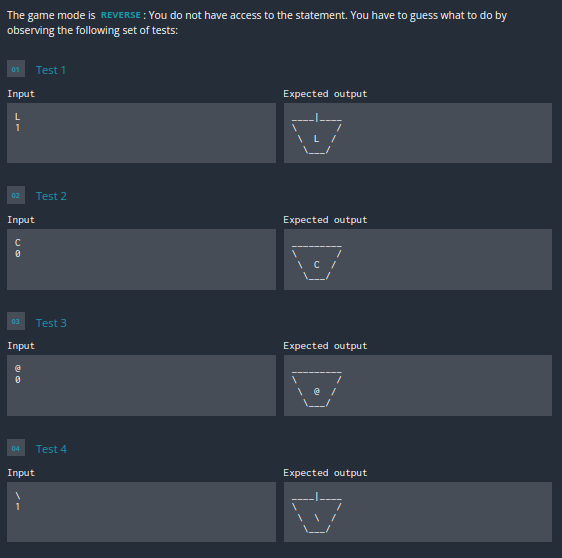 The game mode is REVERSE : You do not have access to the statement. You have to guess what to do by
observing the following set of tests:
01 Test 1
Input
L
1
Expected output
____|____
\       /
 \  L  /
  \___/
02 Test 2
Input
C
0
Expected output
_________
\       /
 \  C  /
  \___/
03 Test 3
Input
@
0
Expected output
_________
\       /
 \  @  /
  \___/
04 Test 4
Input
\
1
Expected output
____|____
\       /
 \  \  /
  \___/